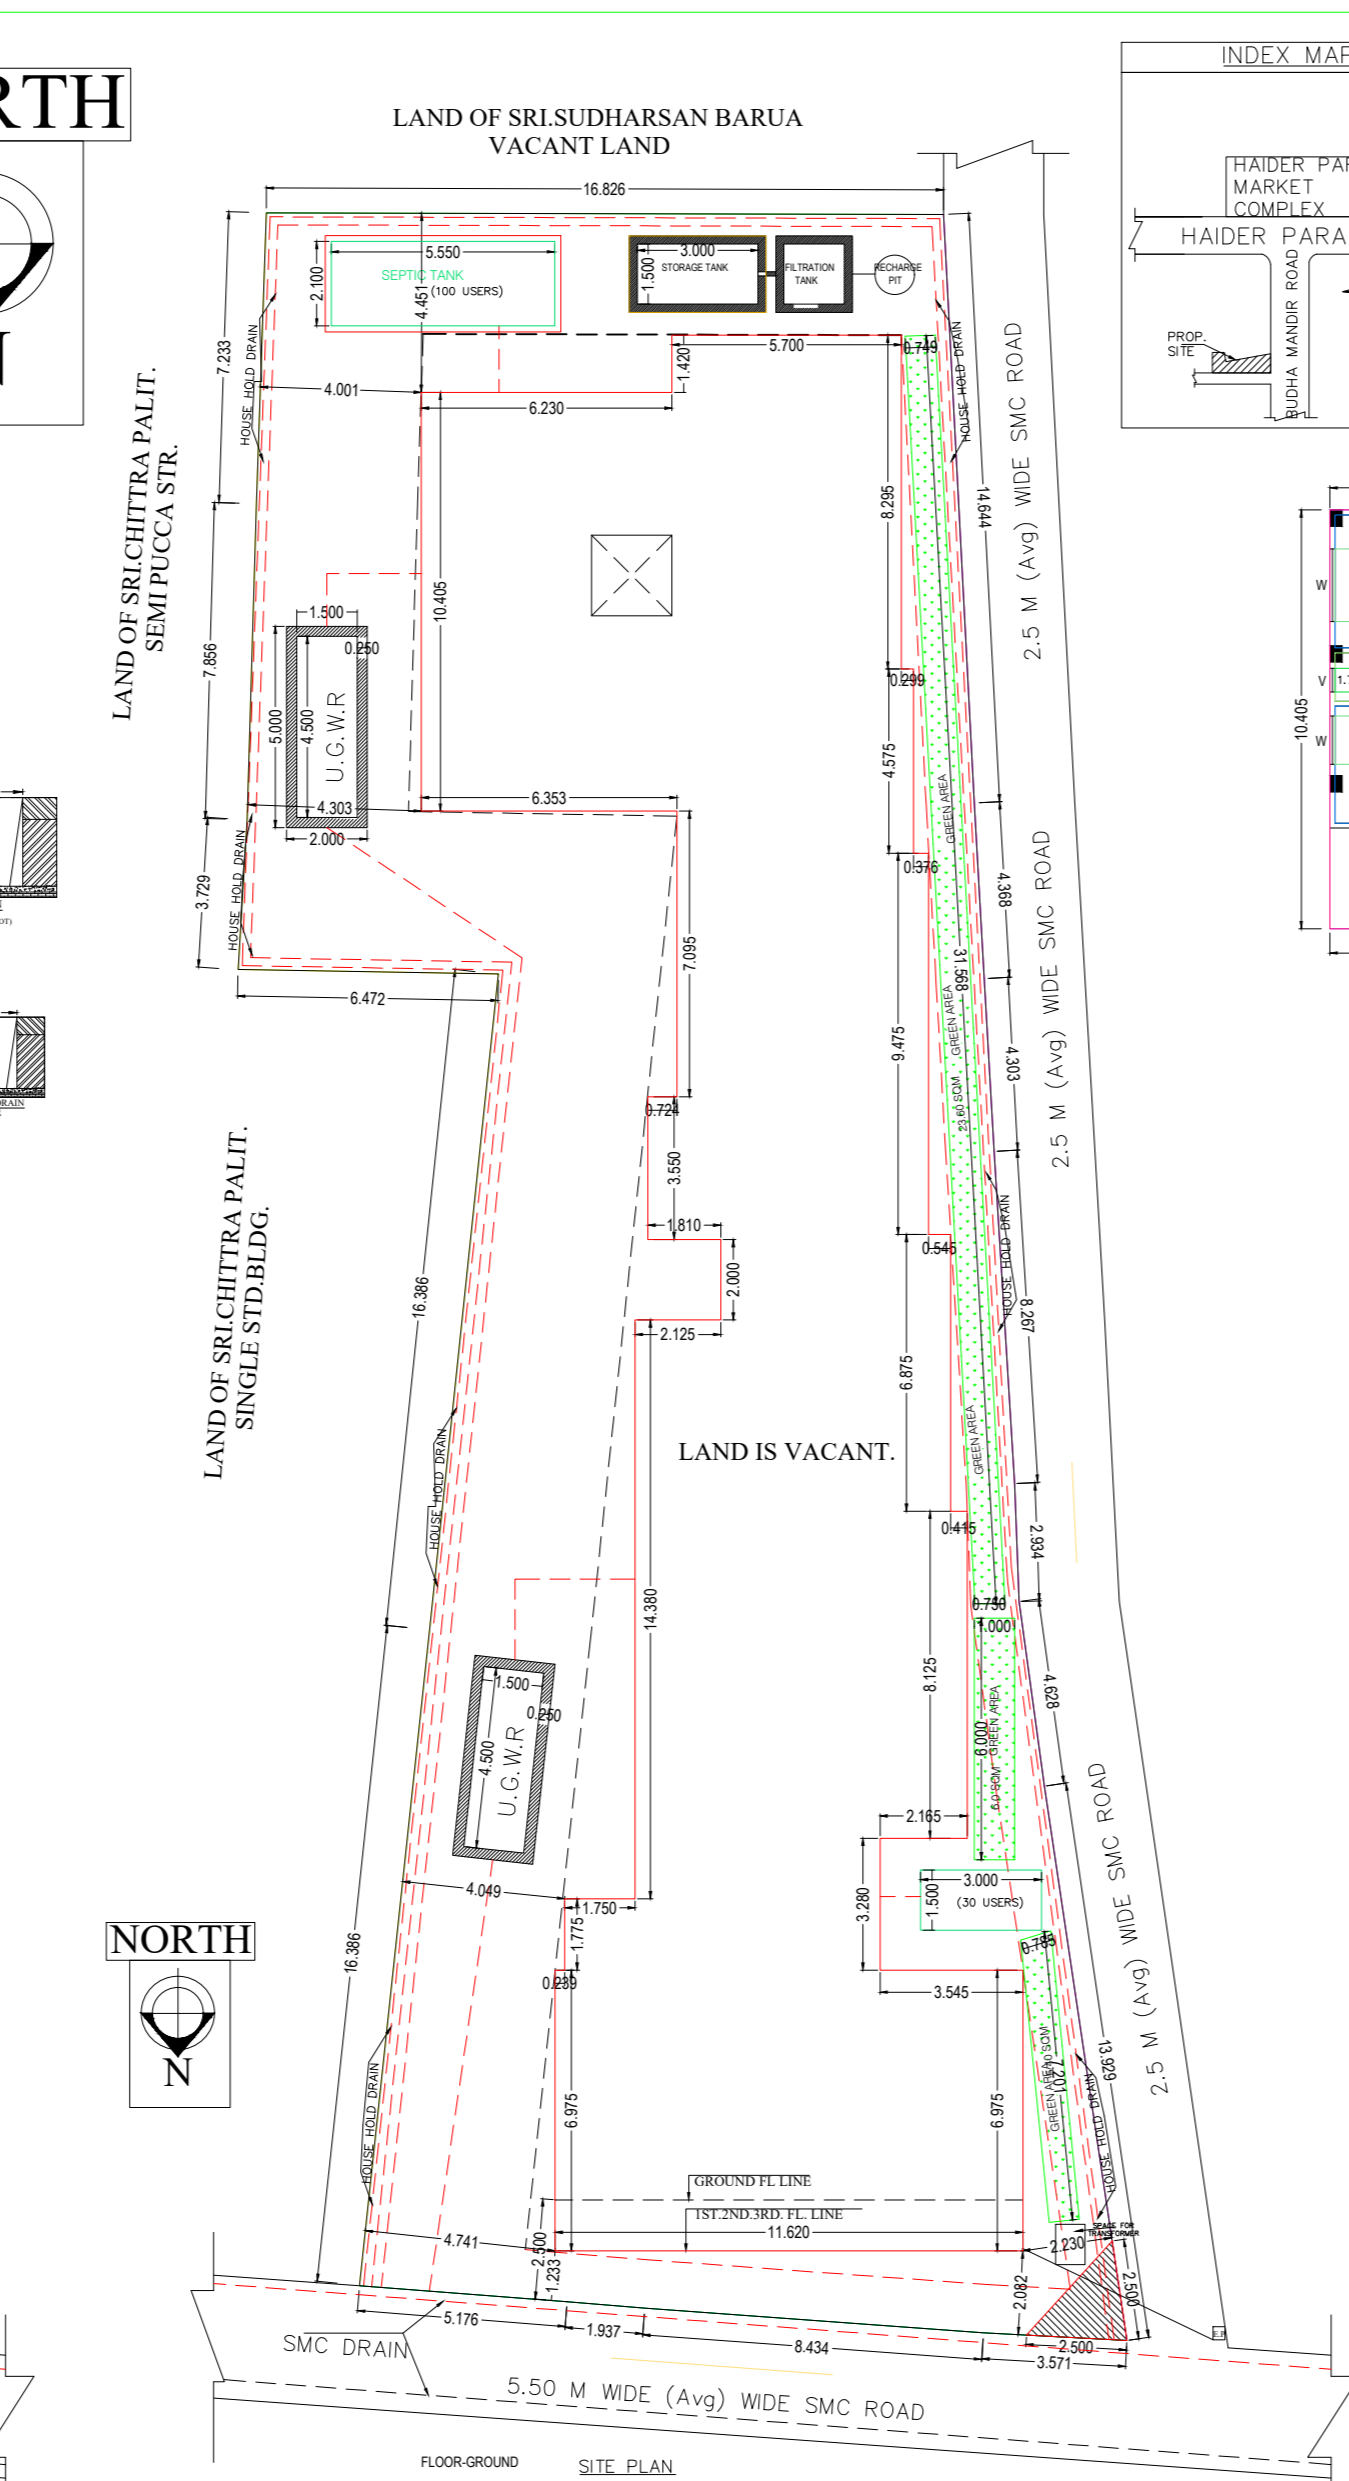 RTH
N
INDEX MAP
LAND OF SRI.SUDHARSAN BARUA
VACANT LAND
HAIDER PAR
MARKET
COMPLEX
HAIDER PARA
BUDHA MANDIR ROAD
PROP.
SITE
16.826
5.550
2.100
SEPTIC TANK
(100 USERS)
4.451
3.000
1.500
STORAGE TANK
FILTRATION
TANK
RECHARGE
PIT
7.233
HOUSE HOLD DRAIN
4.001
6.230
1.420
5.700
0.749
HOUSE HOLD DRAIN
2.5 M (Avg) WIDE SMC ROAD
LAND OF SRI.CHITTRA PALIT.
SEMI PUCCA STR.
14.644
8.295
10.405
7.856
1.500
0.250
5.000
4.500
U.G.W.R
0.299
4.575
W
V
W
10.405
4.303
2.000
6.353
GREEN AREA
0.376
3.729
HOUSE HOLD DRAIN
4.368
2.5 M (Avg) WIDE SMC ROAD
6.472
7.095
31.568
9.475
GREEN AREA
23.60 SQM
4.303
DRAIN
0.724
3.550
1.810
2.000
2.125
0.545
HOUSE HOLD DRAIN
8.267
LAND OF SRI.CHITTRA PALIT.
SINGLE STD.BLDG.
16.386
6.875
HOUSE HOLD DRAIN
LAND IS VACANT.
GREEN AREA
0.415
2.934
14.380
0.750
1.000
8.125
4.628
6.000
GREEN AREA
6.0 SQM
1.500
0.250
4.500
U.G.W.R
2.165
3.280
3.000
1.500
(30 USERS)
4.049
1.750
1.775
0.239
0.785
3.545
2.5 M (Avg) WIDE SMC ROAD
NORTH
N
16.386
HOUSE HOLD DRAIN
6.975
6.975
GREEN AREA
7.201
13.929
HOUSE HOLD DRAIN
GROUND FL LINE
1ST.2ND.3RD. FL. LINE
11.620
SPACE FOR
TRANSFORMER
4.741
2.500
1.233
2.230
2.082
2.500
5.176
1.937
8.434
2.500
3.571
E.P
SMC DRAIN
5.50 M WIDE (Avg) WIDE SMC ROAD
FLOOR-GROUND
SITE PLAN